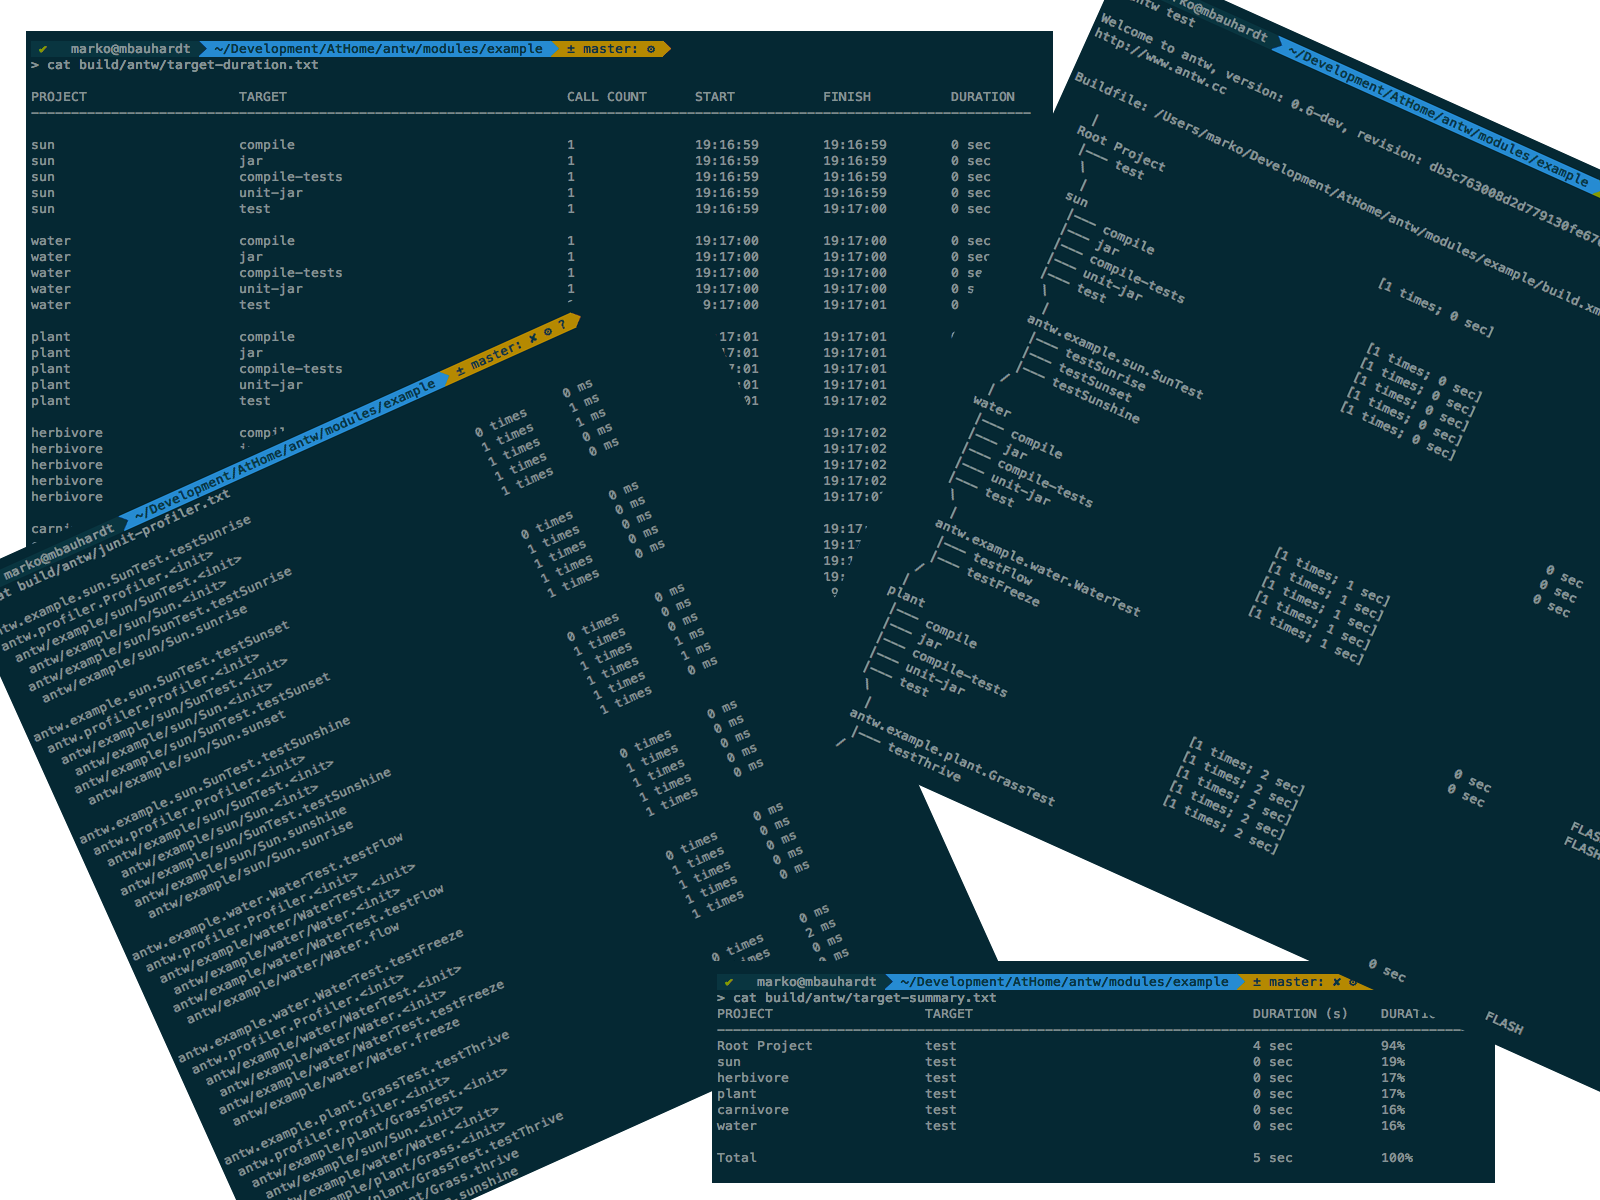 ✔ marko@mbauhardt ~/Development/AtHome/antw/modules/example ± master: ⚙
> cat build/antw/target-duration.txt
PROJECT TARGET CALL COUNT START FINISH DURATION
sun compile 1 19:16:59 19:16:59 0 sec
sun jar 1 19:16:59 19:16:59 0 sec
sun compile-tests 1 19:16:59 19:16:59 0 sec
sun unit-jar 1 19:16:59 19:16:59 0 sec
sun test 1 19:16:59 19:17:00 0 sec
water compile 1 19:17:00 19:17:00 0 sec
water jar 1 19:17:00 19:17:00 0 sec
water compile-tests 1 19:17:00 19:17:00 0 se
water unit-jar 1 19:17:00 19:17:00 0 s
water test 9:17:00 19:17:01 0
plant compile 17:01 19:17:01
plant jar 7:01 19:17:01
plant compile-tests :01 19:17:01
plant unit-jar :01 19:17:01
plant test 01 19:17:02
herbivore compil 19:17:02
herbivore 19:17:02
herbivore 19:17:02
herbivore 19:17:02
herbivore 19:17:0
carni 19:17
19:17
19:1
19:
marko@mbauhardt ~/Development/AtHome/antw/modules/example ± master: ✘ ⚙ ?
at build/antw/junit-profiler.txt
ntw.example.sun.SunTest.testSunrise 0 times 0 ms
antw.profiler.Profiler.<init> 1 times 1 ms
antw/example/sun/SunTest.<init> 1 times 1 ms
antw/example/sun/Sun.<init> 1 times 0 ms
antw/example/sun/SunTest.testSunrise 1 times 0 ms
antw/example/sun/Sun.sunrise
antw.example.sun.SunTest.testSunset 0 times 0 ms
antw.profiler.Profiler.<init> 1 times 0 ms
antw/example/sun/SunTest.<init> 1 times 0 ms
antw/example/sun/Sun.<init> 1 times 0 ms
antw/example/sun/SunTest.testSunset 1 times 0 ms
antw/example/sun/Sun.sunset
antw.example.sun.SunTest.testSunshine 0 times 0 ms
antw.profiler.Profiler.<init> 1 times 0 ms
antw/example/sun/SunTest.<init> 1 times 0 ms
antw/example/sun/Sun.<init> 1 times 1 ms
antw/example/sun/SunTest.testSunshine 1 times 1 ms
antw/example/sun/Sun.sunshine 1 times 0 ms
antw/example/sun/Sun.sunrise
antw.example.water.WaterTest.testFlow 0 times 0 ms
antw.profiler.Profiler.<init> 1 times 0 ms
antw/example/water/WaterTest.<init> 1 times 0 ms
antw/example/water/Water.<init> 1 times 0 ms
antw/example/water/WaterTest.testFlow 1 times 0 ms
antw/example/water/Water.flow
antw.example.water.WaterTest.testFreeze 0 times 0 ms
antw.profiler.Profiler.<init> 1 times 0 ms
antw/example/water/WaterTest.<init> 1 times 0 ms
antw/example/water/Water.<init> 1 times 0 ms
antw/example/water/WaterTest.testFreeze 1 times 0 ms
antw/example/water/Water.freeze
antw.example.plant.GrassTest.testThrive 0 times 0 ms
antw.profiler.Profiler.<init> times 2 ms
antw/example/plant/GrassTest.<init> 0 ms
antw/example/sun/Sun.<init>
antw/example/water/Water.<init>
example/plant/Grass.<init>
/plant/GrassTest.testThrive
/plant/Grass.thrive
.sunshine
ko@mbauhardt ~/Development/AtHome/antw/modules/example
antw test
Welcome to antw, version: 0.6-dev, revision: db3c763008d2d779130fe67
http://www.antw.cc
Buildfile: /Users/marko/Development/AtHome/antw/modules/example/build.xm
Root Project
test [1 times; 0 sec]
sun
compile [1 times; 0 sec]
jar [1 times; 0 sec]
compile-tests [1 times; 0 sec]
unit-jar [1 times; 0 sec]
test [1 times; 0 sec]
antw.example.sun.SunTest
testSunrise 0 sec
testSunset 0 sec
testSunshine 0 sec
water
compile [1 times; 1 sec]
jar [1 times; 1 sec]
compile-tests [1 times; 1 sec]
unit-jar [1 times; 1 sec]
test [1 times; 1 sec]
antw.example.water.WaterTest
testFlow 0 sec FLAS
testFreeze 0 sec FLASH
plant
compile [1 times; 2 sec]
jar [1 times; 2 sec]
compile-tests [1 times; 2 sec]
unit-jar [1 times; 2 sec]
test [1 times; 2 sec]
antw.example.plant.GrassTest
testThrive 0 sec FLASH
✔ marko@mbauhardt ~/Development/AtHome/antw/modules/example ± master: ✘ ⚙
> cat build/antw/target-summary.txt
PROJECT TARGET DURATION (s) DURAT
Root Project test 4 sec 94%
sun test 0 sec 19%
herbivore test 0 sec 17%
plant test 0 sec 17%
carnivore test 0 sec 16%
water test 0 sec 16%
Total 5 sec 100%